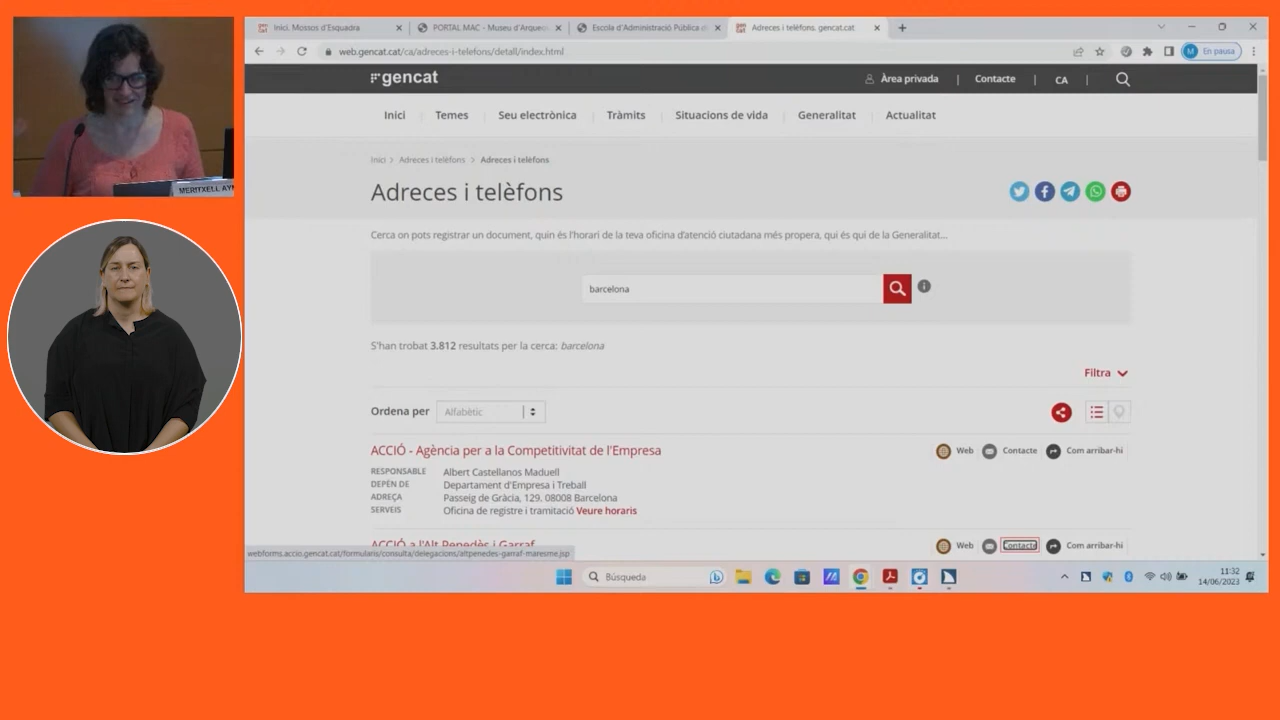 MERITXELL AYM
Inici. Mossos d'Esquadra
PORTAL MAC - Museu d'Arqueo
Escola d'Administració Pública d
Adreces i telèfons. gencat.cat
web.gencat.cat/ca/adreces-i-telefons/detall/index.html
M En pausa
gencat
Àrea privada | Contacte | CA |
Inici Temes Seu electrònica Tràmits Situacions de vida Generalitat Actualitat
Inici > Adreces i telèfons > Adreces i telèfons
Adreces i telèfons
Cerca on pots registrar un document, quin és l'horari de la teva oficina d'atenció ciutadana més propera, qui és qui de la Generalitat...
barcelona
S'han trobat 3.812 resultats per la cerca: barcelona
Filtra
Ordena per Alfabètic
ACCIÓ - Agència per a la Competitivitat de l'Empresa
Web Contacte Com arribar-hi
RESPONSABLE Albert Castellanos Maduell
DEPÈN DE Departament d'Empresa i Treball
ADREÇA Passeig de Gràcia, 129. 08008 Barcelona
SERVEIS Oficina de registre i tramitació Veure horaris
ACCIÓ a l'Alt Penedès i Garraf
Web Contacte Com arribar-hi
webforms.accio.gencat.cat/formularis/consulta/delegacions/altpenedes-garraf-maresme.jsp
Búsqueda
11:32
14/06/2023